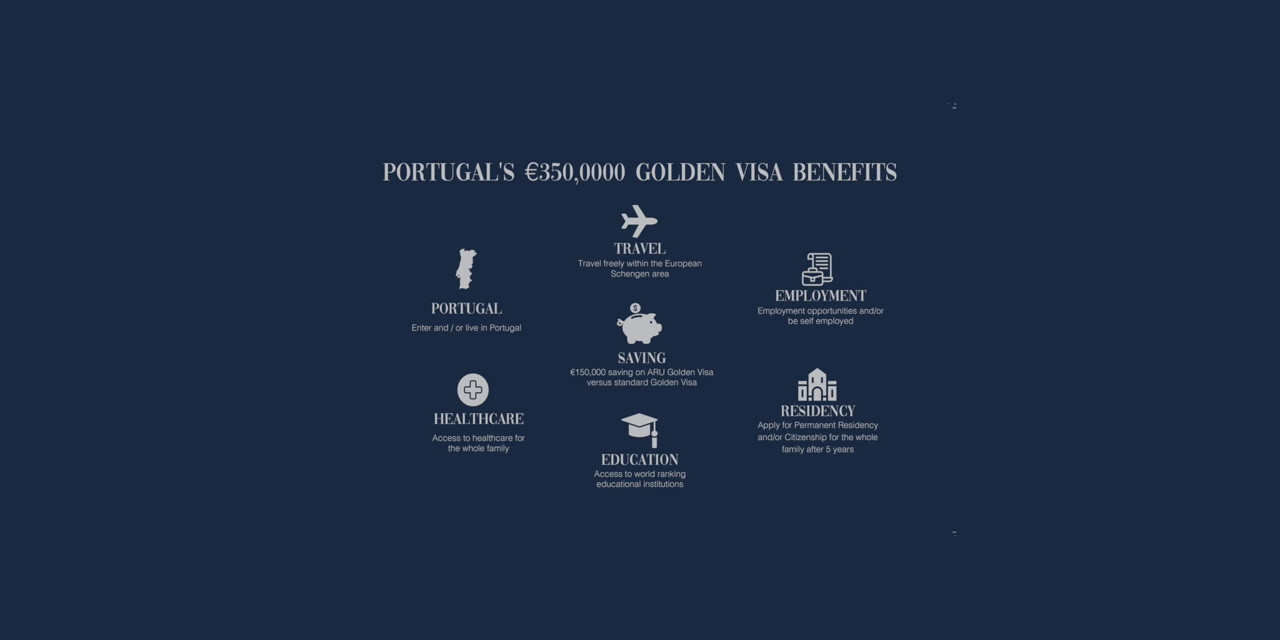 PORTUGAL'S €350,0000 GOLDEN VISA BENEFITS
PORTUGAL
Enter and / or live in Portugal
HEALTHCARE
Access to healthcare for
the whole family
TRAVEL
Travel freely within the European
Schengen area
$
SAVING
€150,000 saving on ARU Golden Visa
versus standard Golden Visa
EDUCATION
Access to world ranking
educational institutions
EMPLOYMENT
Employment opportunities and/or
be self employed
RESIDENCY
Apply for Permanent Residency
and/or Citizenship for the whole
family after 5 years